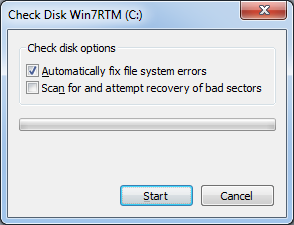 Check Disk Win7RTM (C:)
Check disk options
Automatically fix file system errors
Scan for and attempt recovery of bad sectors
Start
Cancel